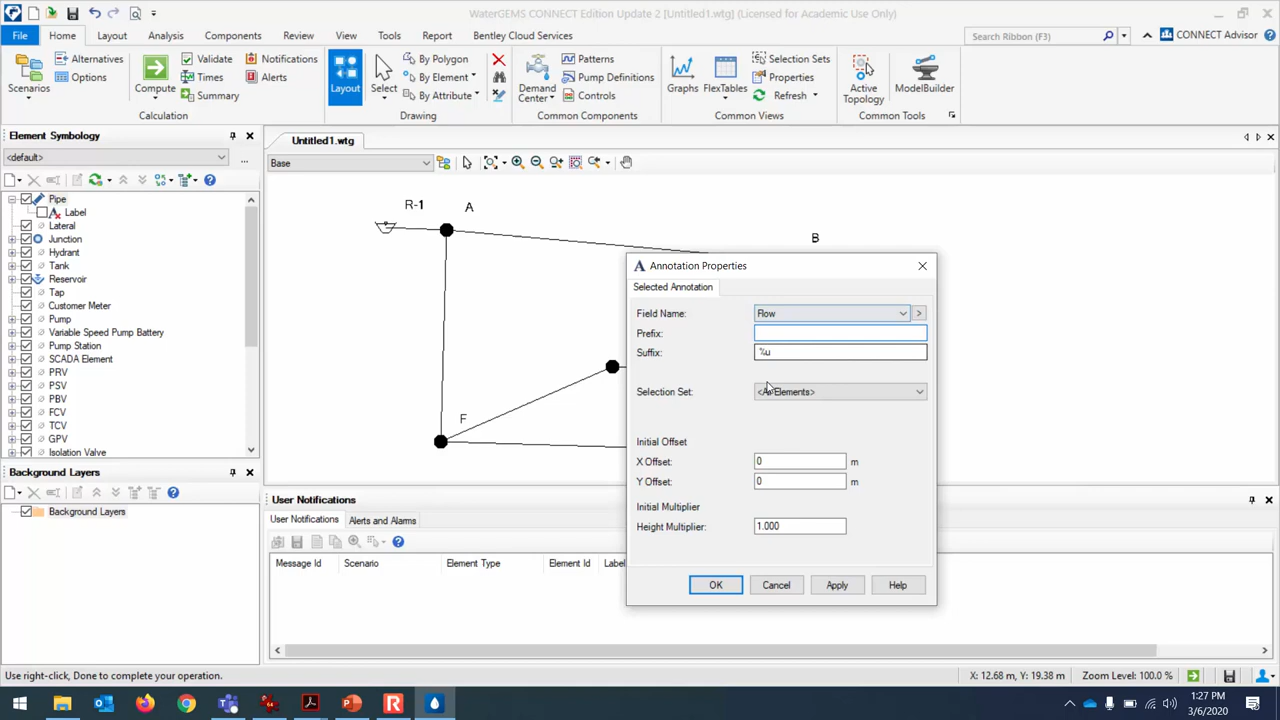 WaterGEMS CONNECT Edition Update 2 [Untitled1.wtg] (Licensed for Academic Use Only)
File Home Layout Analysis Components Review View Tools Report Bentley Cloud Services
Search Ribbon (F3)
CONNECT Advisor
Scenarios
Alternatives
Options
Compute
Validate
Times
Summary
Notifications
Alerts
Calculation
Layout
Select
By Polygon
By Element
By Attribute
Drawing
Demand Center
Patterns
Pump Definitions
Controls
Common Components
Graphs
FlexTables
Selection Sets
Properties
Refresh
Common Views
Active Topology
ModelBuilder
Common Tools
Element Symbology
<default>
...
Pipe
Label
Lateral
Junction
Hydrant
Tank
Reservoir
Tap
Customer Meter
Pump
Variable Speed Pump Battery
Pump Station
SCADA Element
PRV
PSV
PBV
FCV
TCV
GPV
Isolation Valve
Background Layers
Background Layers
Untitled1.wtg
Base
R-1
A
B
F
Annotation Properties
Selected Annotation
Field Name: Flow >
Prefix:
Suffix: %u
Selection Set: <All Elements>
Initial Offset
X Offset: 0 m
Y Offset: 0 m
Initial Multiplier
Height Multiplier: 1.000
OK Cancel Apply Help
User Notifications
User Notifications Alerts and Alarms
Message Id Scenario Element Type Element Id Label
Use right-click, Done to complete your operation.
X: 12.68 m, Y: 19.38 m Zoom Level: 100.0 %
1:27 PM
3/6/2020